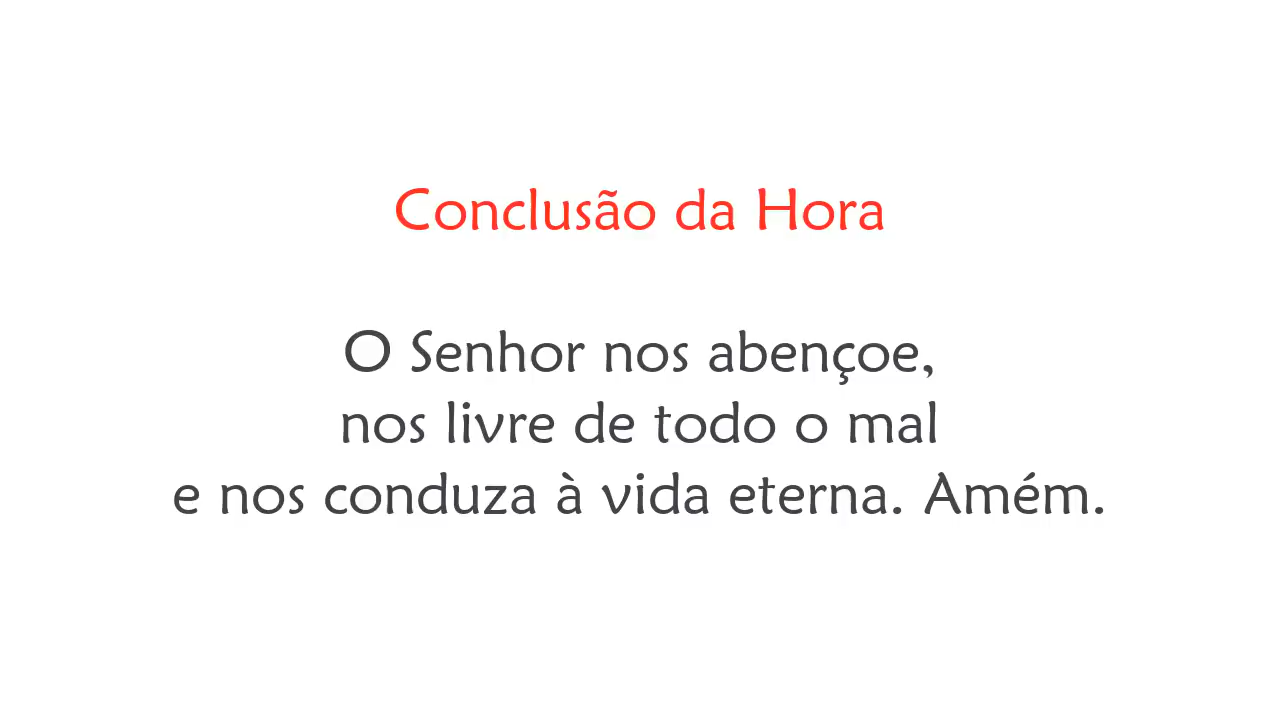 Conclusão da Hora
O Senhor nos abençoe,
nos livre de todo o mal
e nos conduza à vida eterna. Amém.